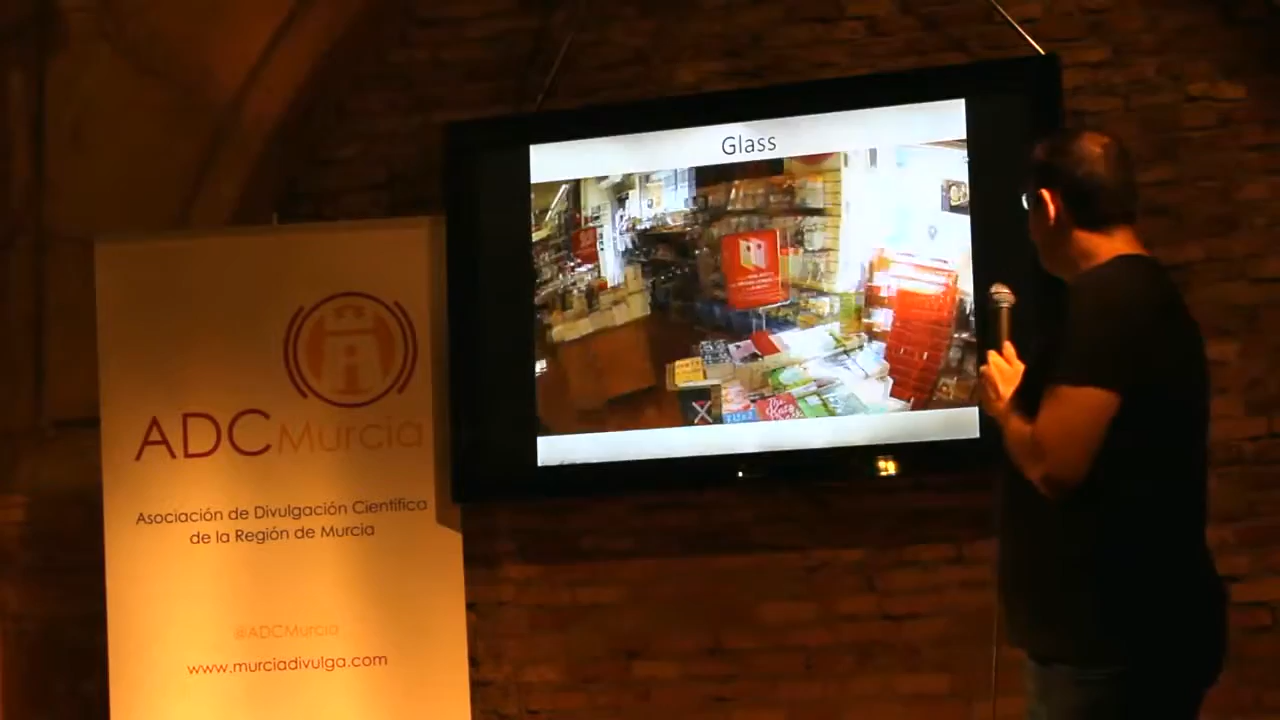 Glass
ADCMurcia
Asociación de Divulgación Científica
de la Región de Murcia
@ADCMurcia
www.murciadivulga.com